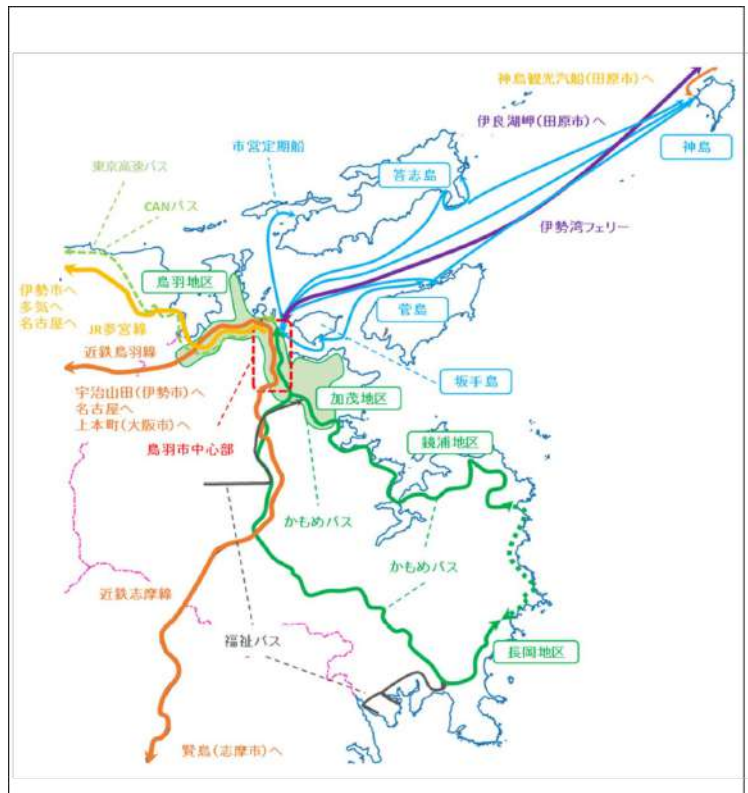 神島観光汽船(田原市)へ
伊良湖岬(田原市)へ
神島
市営定期船
答志島
東京高速バス
CANバス
伊勢湾フェリー
鳥羽地区
菅島
伊勢市へ
多気へ
名古屋へ
JR参宮線
近鉄鳥羽線
坂手島
宇治山田(伊勢市)へ
名古屋へ
上本町(大阪市)へ
加茂地区
鳥羽市中心部
鏡浦地区
かもめバス
かもめバス
近鉄志摩線
福祉バス
長岡地区
賢島(志摩市)へ